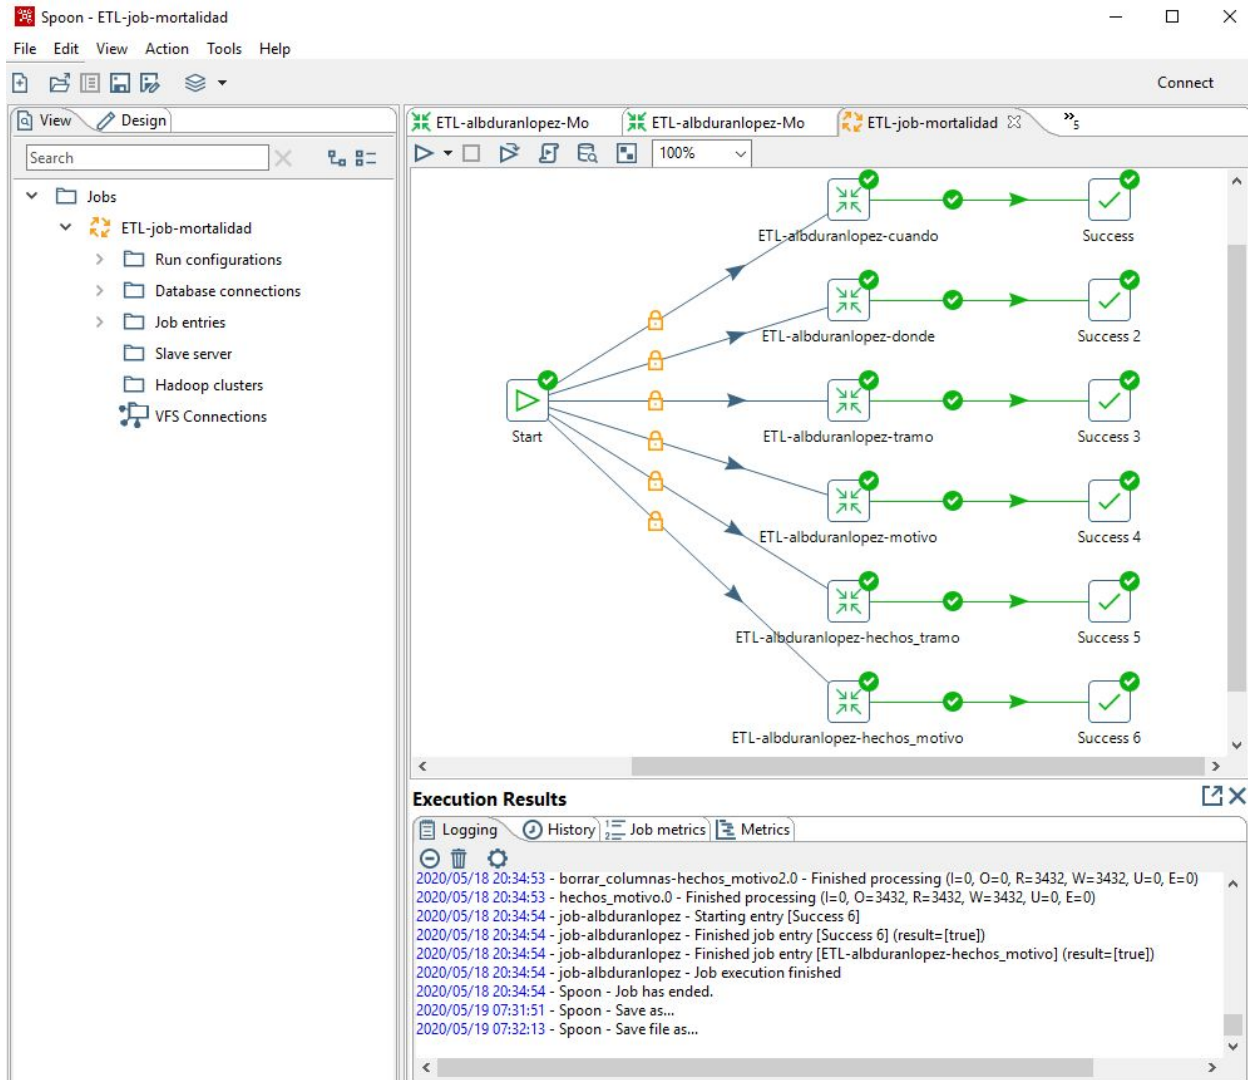 Spoon - ETL-job-mortalidad
File Edit View Action Tools Help
Connect
View Design
Search
Jobs
ETL-job-mortalidad
Run configurations
Database connections
Job entries
Slave server
Hadoop clusters
VFS Connections
ETL-albduranlopez-Mo ETL-albduranlopez-Mo ETL-job-mortalidad »5
100%
ETL-albduranlopez-cuando Success
ETL-albduranlopez-donde Success 2
Start ETL-albduranlopez-tramo Success 3
ETL-albduranlopez-motivo Success 4
ETL-albduranlopez-hechos_tramo Success 5
ETL-albduranlopez-hechos_motivo Success 6
Execution Results
Logging History Job metrics Metrics
2020/05/18 20:34:53 - borrar_columnas-hechos_motivo2.0 - Finished processing (I=0, O=0, R=3432, W=3432, U=0, E=0)
2020/05/18 20:34:53 - hechos_motivo.0 - Finished processing (I=0, O=3432, R=3432, W=3432, U=0, E=0)
2020/05/18 20:34:54 - job-albduranlopez - Starting entry [Success 6]
2020/05/18 20:34:54 - job-albduranlopez - Finished job entry [Success 6] (result=[true])
2020/05/18 20:34:54 - job-albduranlopez - Finished job entry [ETL-albduranlopez-hechos_motivo] (result=[true])
2020/05/18 20:34:54 - job-albduranlopez - Job execution finished
2020/05/18 20:34:54 - Spoon - Job has ended.
2020/05/19 07:31:51 - Spoon - Save as...
2020/05/19 07:32:13 - Spoon - Save file as...